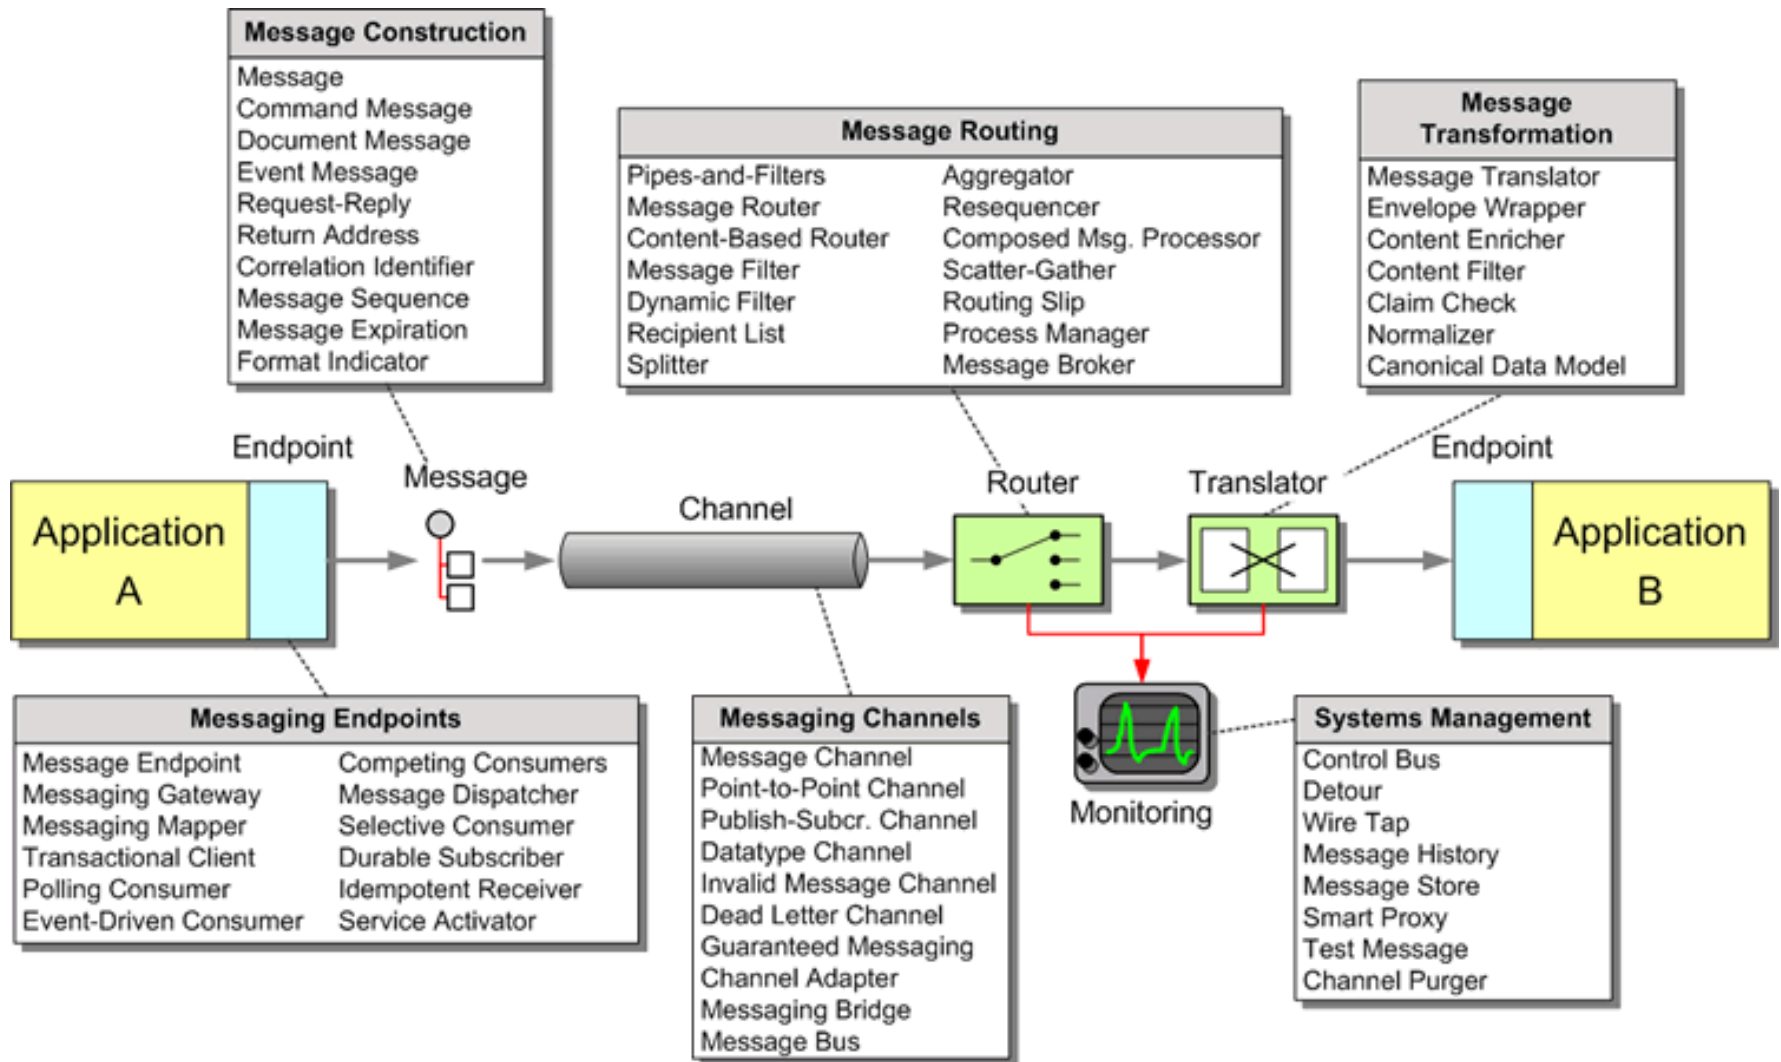 Message Construction
Message
Command Message
Document Message
Event Message
Request-Reply
Return Address
Correlation Identifier
Message Sequence
Message Expiration
Format Indicator
Message Routing
Pipes-and-Filters
Message Router
Content-Based Router
Message Filter
Dynamic Filter
Recipient List
Splitter
Aggregator
Resequencer
Composed Msg. Processor
Scatter-Gather
Routing Slip
Process Manager
Message Broker
Message
Transformation
Message Translator
Envelope Wrapper
Content Enricher
Content Filter
Claim Check
Normalizer
Canonical Data Model
Endpoint
Message
Channel
Router
Translator
Endpoint
Application
A
Application
B
Messaging Endpoints
Message Endpoint
Messaging Gateway
Messaging Mapper
Transactional Client
Polling Consumer
Event-Driven Consumer
Competing Consumers
Message Dispatcher
Selective Consumer
Durable Subscriber
Idempotent Receiver
Service Activator
Messaging Channels
Message Channel
Point-to-Point Channel
Publish-Subcr. Channel
Datatype Channel
Invalid Message Channel
Dead Letter Channel
Guaranteed Messaging
Channel Adapter
Messaging Bridge
Message Bus
Monitoring
Systems Management
Control Bus
Detour
Wire Tap
Message History
Message Store
Smart Proxy
Test Message
Channel Purger